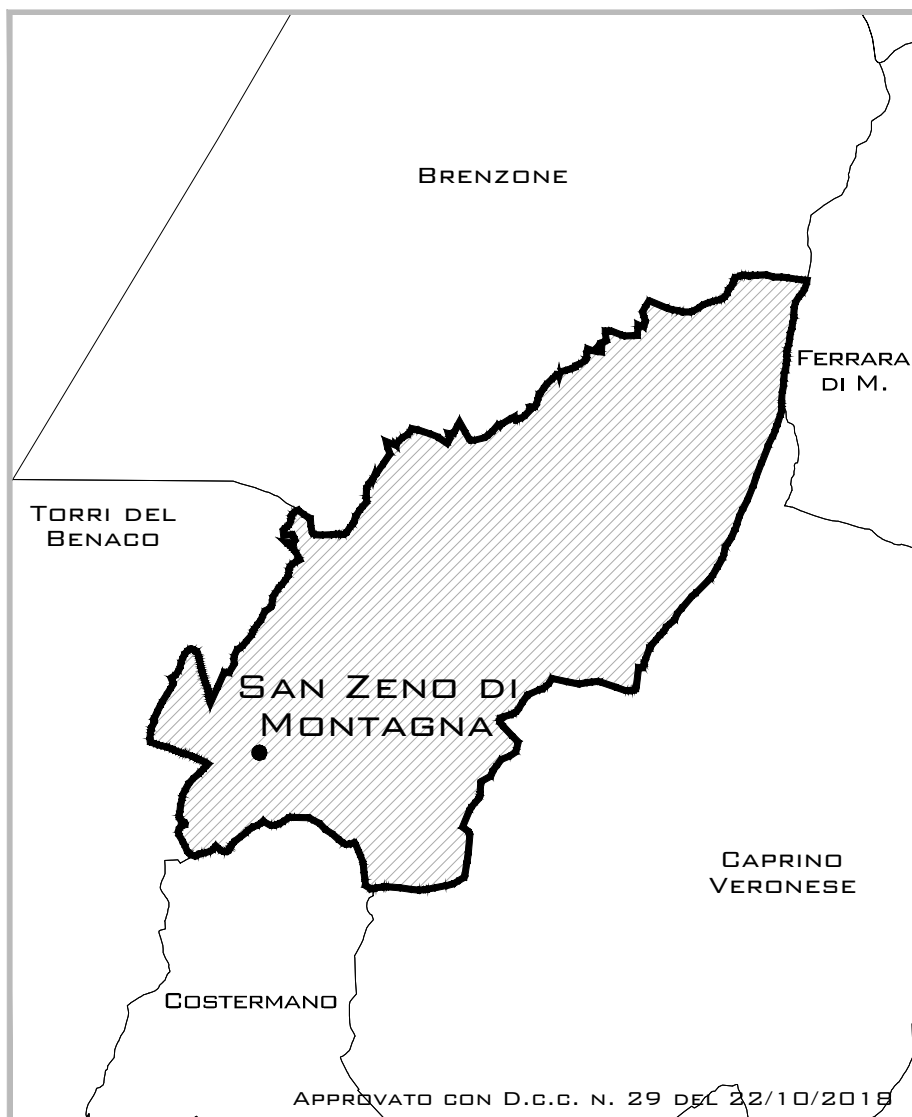 BRENZONE
FERRARA
DI M.
TORRI DEL
BENACO
SAN ZENO DI
MONTAGNA
CAPRINO
VERONESE
COSTERMANO
APPROVATO CON D.C.C. N. 29 DEL 22/10/2018